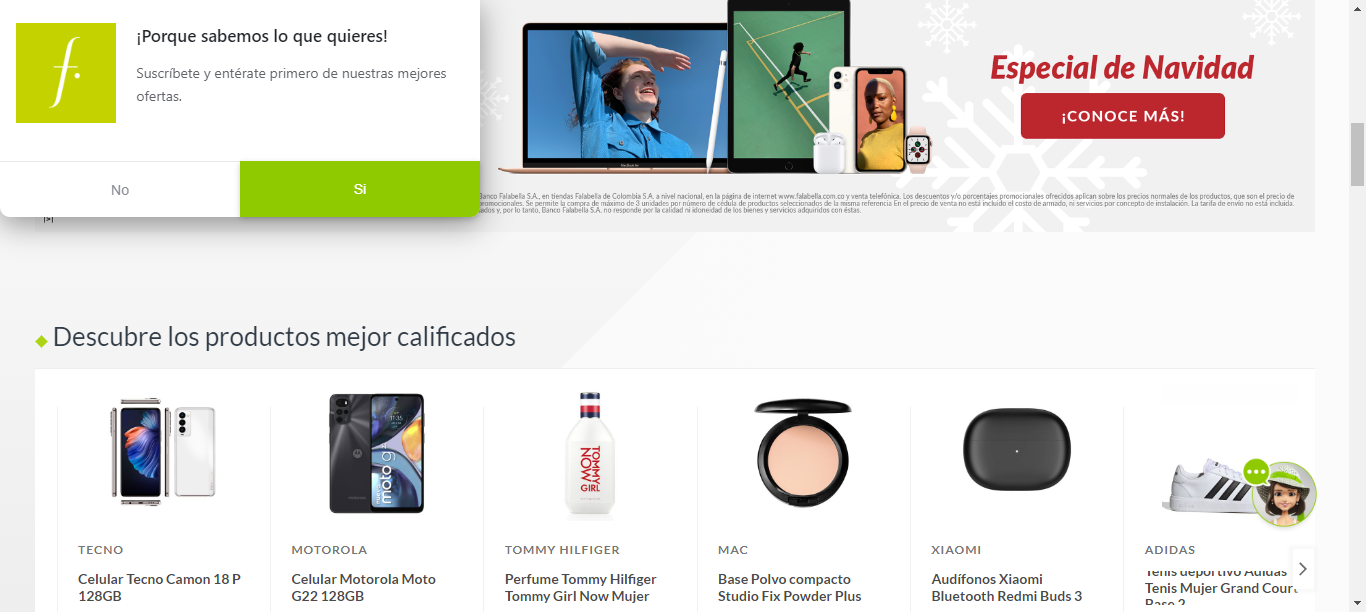 ¡Porque sabemos lo que quieres!
Suscríbete y entérate primero de nuestras mejores
ofertas.
No
Si
Especial de Navidad
¡CONOCE MÁS!
Banco Falabella S.A., en tiendas Falabella de Colombia S.A. a nivel nacional, en la página de internet www.falabella.com.co y venta telefónica. Los descuentos y/o porcentajes promocionales ofrecidos aplican sobre los precios normales de los productos, que son el precio de
promocionales. Se permite la compra de máximo de 3 unidades por número de cédula de productos seleccionados de la misma referencia En el precio de venta no está incluido el costo de armado, ni servicios por concepto de instalación. La tarifa de envío no está incluida.
y, por lo tanto, Banco Falabella S.A. no responde por la calidad ni idoneidad de los bienes y servicios adquiridos con éstas.
Descubre los productos mejor calificados
moto g
TOMMY
NOW
GIRL
TECNO
MOTOROLA
TOMMY HILFIGER
MAC
XIAOMI
ADIDAS
Celular Tecno Camon 18 P
128GB
Celular Motorola Moto
G22 128GB
Perfume Tommy Hilfiger
Tommy Girl Now Mujer
Base Polvo compacto
Studio Fix Powder Plus
Audífonos Xiaomi
Bluetooth Redmi Buds 3
Tenis deportivo Adidas
Tenis Mujer Grand Court
Base 2